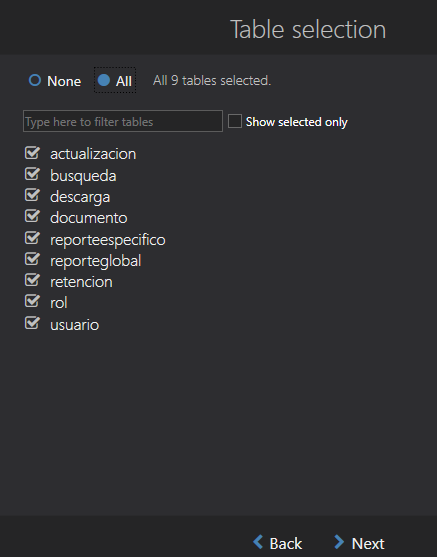 Table selection
None All All 9 tables selected.
Type here to filter tables Show selected only
actualizacion
busqueda
descarga
documento
reporteespecifico
reporteglobal
retencion
rol
usuario
Back Next